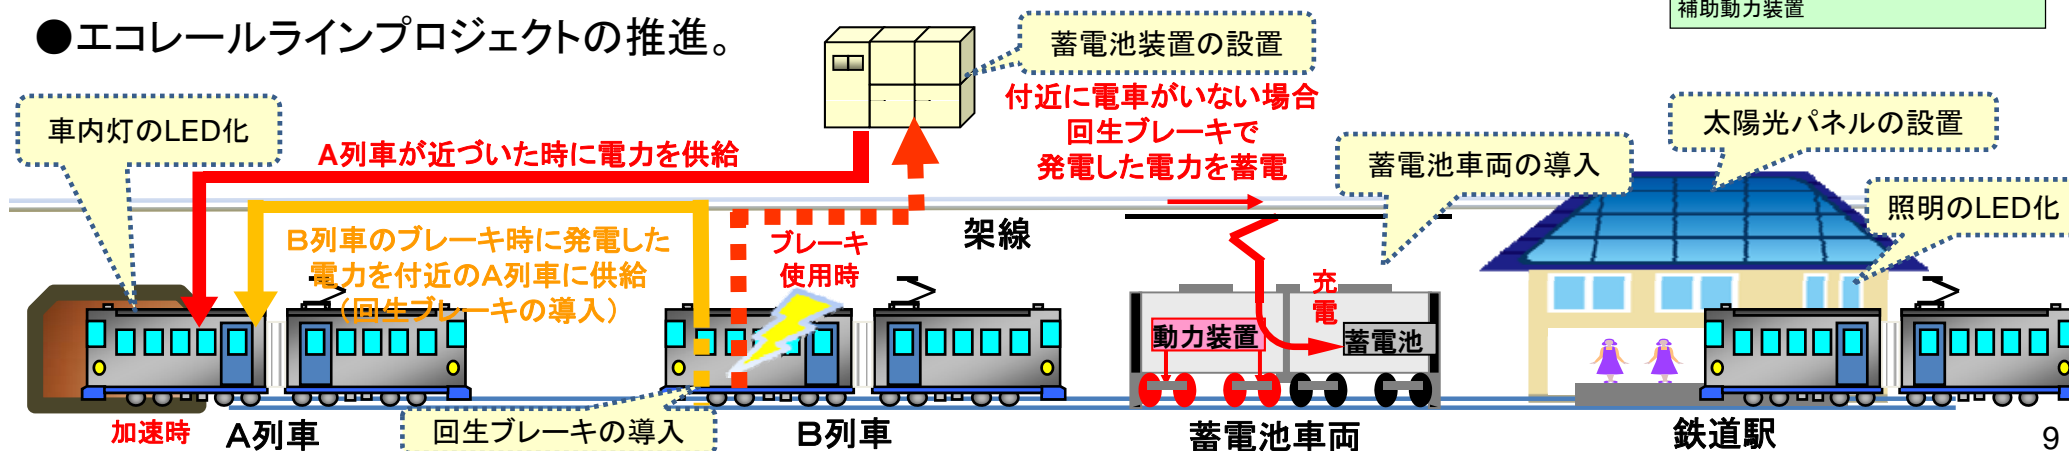 補助動力装置
●エコレールラインプロジェクトの推進。
蓄電池装置の設置
付近に電車がいない場合
回生ブレーキで
発電した電力を蓄電
車内灯のLED化
A列車が近づいた時に電力を供給
太陽光パネルの設置
蓄電池車両の導入
照明のLED化
架線
B列車のブレーキ時に発電した
電力を付近のA列車に供給
(回生ブレーキの導入)
ブレーキ
使用時
充
電
動力装置
蓄電池
加速時
A列車
回生ブレーキの導入
B列車
蓄電池車両
鉄道駅
9